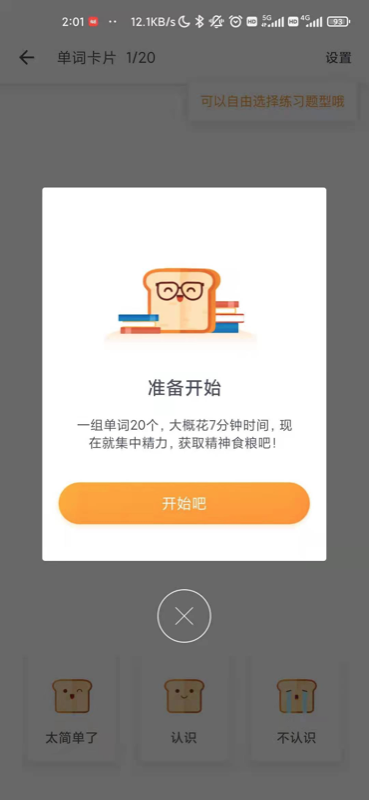 2:01
12.1KB/s
5G
HD
4G
93
单词卡片 1/20
设置
可以自由选择练习题型哦
准备开始
一组单词20个，大概花7分钟时间，现
在就集中精力，获取精神食粮吧！
开始吧
太简单了
认识
不认识